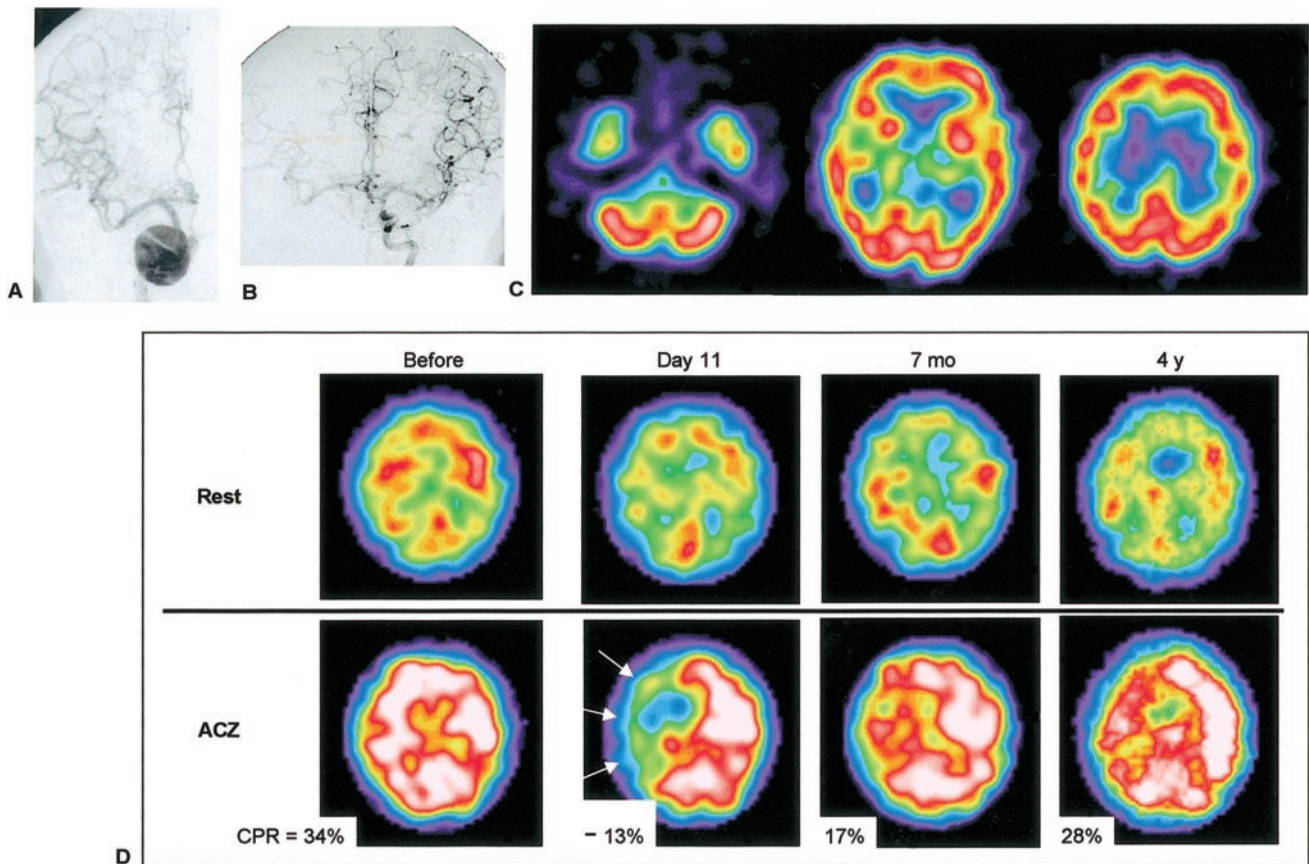 A
B
C
Before
Day 11
7 mo
4 y
Rest
ACZ
CPR = 34%
− 13%
17%
28%
D